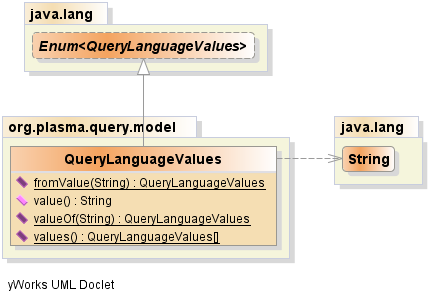 java.lang
Enum<QueryLanguageValues>
org.plasma.query.model
QueryLanguageValues
fromValue(String) : QueryLanguageValues
value() : String
valueOf(String) : QueryLanguageValues
values() : QueryLanguageValues[]
java.lang
String
yWorks UML Doclet